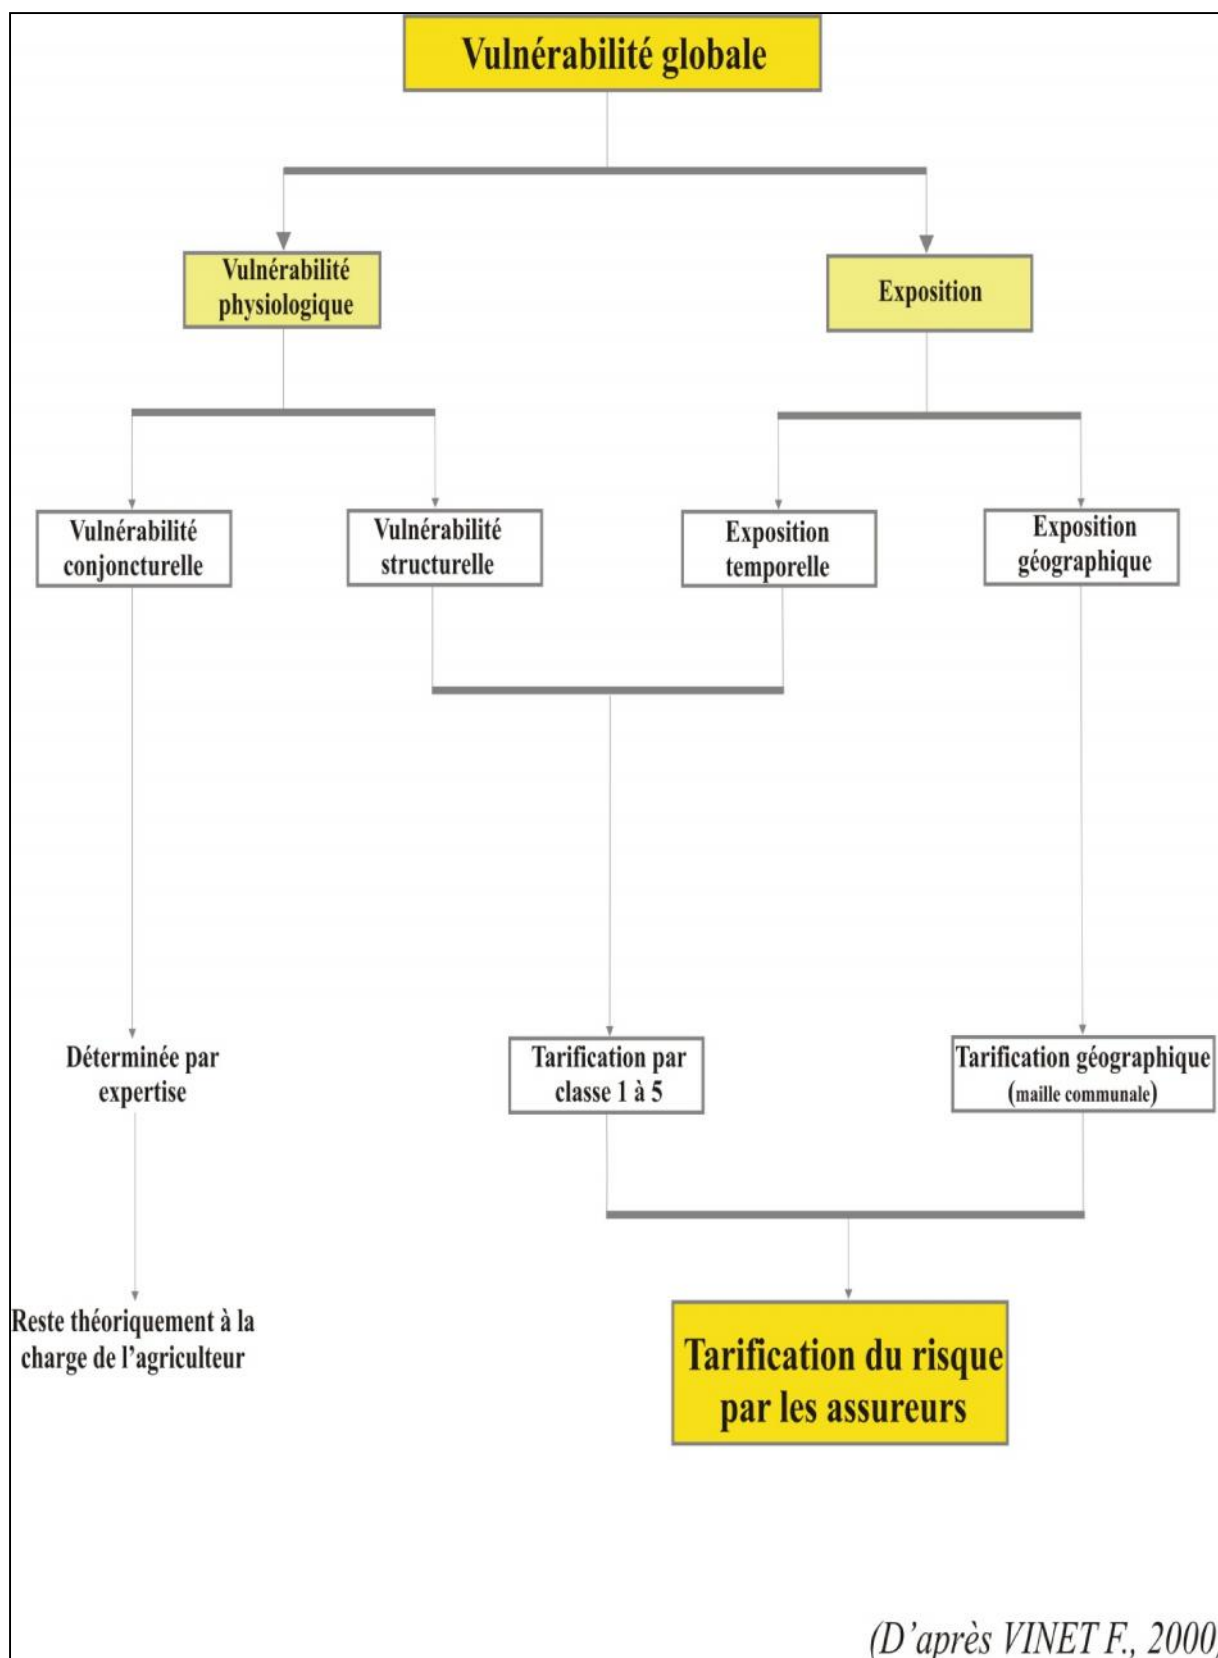 Vulnérabilité globale
Vulnérabilité
physiologique
Exposition
Vulnérabilité
conjoncturelle
Vulnérabilité
structurelle
Exposition
temporelle
Exposition
géographique
Déterminée par
expertise
Tarification par
classe 1 à 5
Tarification géographique
(maille communale)
Reste théoriquement à la
charge de l’agriculteur
Tarification du risque
par les assureurs
(D’après VINET F., 2000)